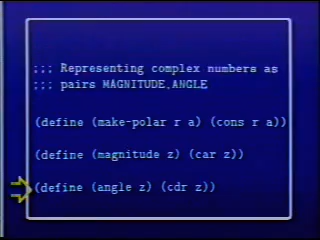 ;;; Representing complex numbers as
;;; pairs MAGNITUDE.ANGLE
(define (make-polar r a) (cons r a))
(define (magnitude z) (car z))
(define (angle z) (cdr z))